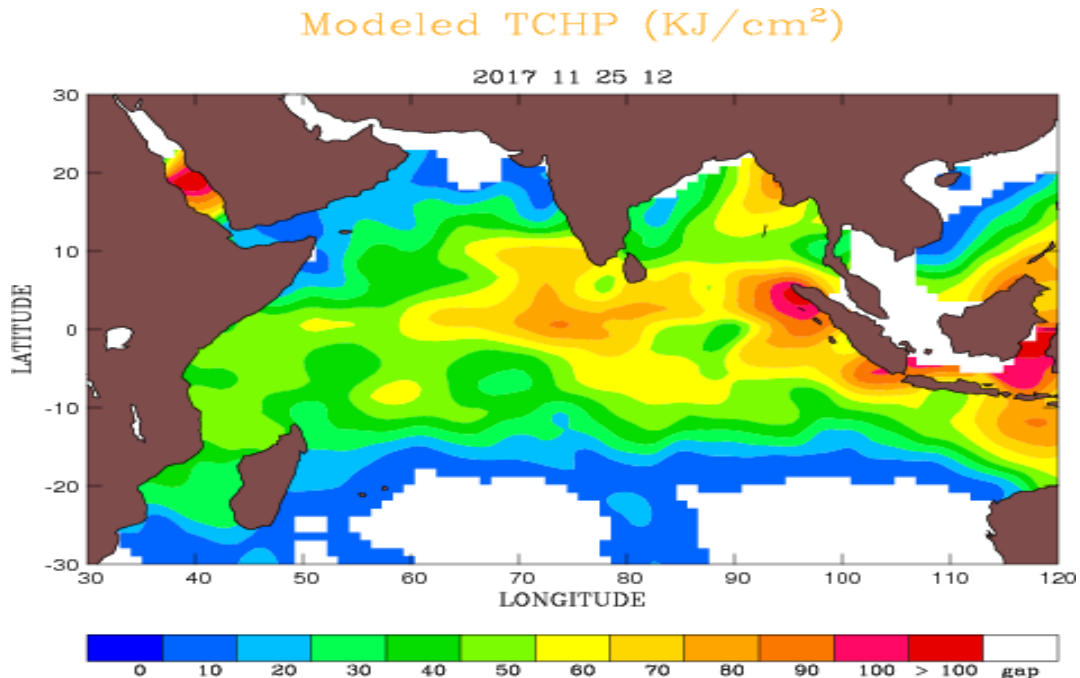 Modeled TCHP (KJ/cm²)
2017 11 25 12
30
20
10
0
-10
-20
-30
LATITUDE
30 40 50 60 70 80 90 100 110 120
LONGITUDE
0 10 20 30 40 50 60 70 80 90 100 > 100 gap